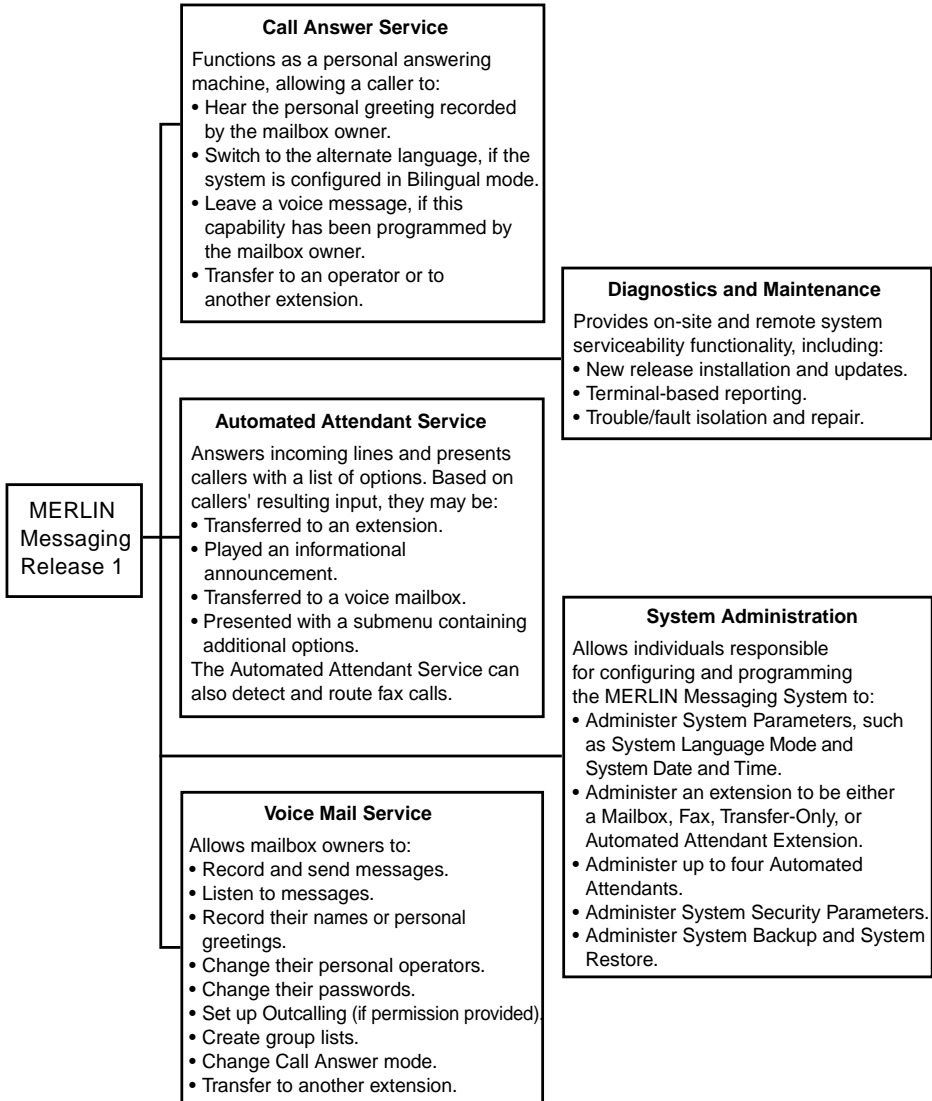 Call Answer Service
Functions as a personal answering
machine, allowing a caller to:
• Hear the personal greeting recorded
by the mailbox owner.
• Switch to the alternate language, if the
system is configured in Bilingual mode.
• Leave a voice message, if this
capability has been programmed by
the mailbox owner.
• Transfer to an operator or to
another extension.
Diagnostics and Maintenance
Provides on-site and remote system
serviceability functionality, including:
• New release installation and updates.
• Terminal-based reporting.
• Trouble/fault isolation and repair.
Automated Attendant Service
Answers incoming lines and presents
callers with a list of options. Based on
callers' resulting input, they may be:
• Transferred to an extension.
• Played an informational
announcement.
• Transferred to a voice mailbox.
• Presented with a submenu containing
additional options.
The Automated Attendant Service can
also detect and route fax calls.
MERLIN
Messaging
Release 1
System Administration
Allows individuals responsible
for configuring and programming
the MERLIN Messaging System to:
• Administer System Parameters, such
as System Language Mode and
System Date and Time.
• Administer an extension to be either
a Mailbox, Fax, Transfer-Only, or
Automated Attendant Extension.
• Administer up to four Automated
Attendants.
• Administer System Security Parameters.
• Administer System Backup and System
Restore.
Voice Mail Service
Allows mailbox owners to:
• Record and send messages.
• Listen to messages.
• Record their names or personal
greetings.
• Change their personal operators.
• Change their passwords.
• Set up Outcalling (if permission provided).
• Create group lists.
• Change Call Answer mode.
• Transfer to another extension.